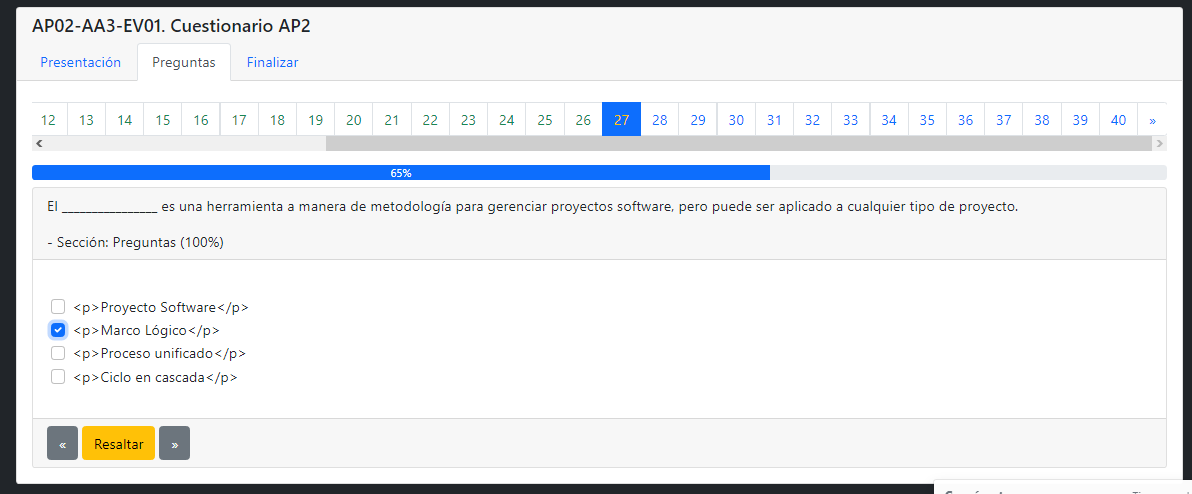 AP02-AA3-EV01. Cuestionario AP2
Presentación Preguntas Finalizar
12 13 14 15 16 17 18 19 20 21 22 23 24 25 26 27 28 29 30 31 32 33 34 35 36 37 38 39 40 »
65%
El ________________ es una herramienta a manera de metodología para gerenciar proyectos software, pero puede ser aplicado a cualquier tipo de proyecto.
- Sección: Preguntas (100%)
<p>Proyecto Software</p>
<p>Marco Lógico</p>
<p>Proceso unificado</p>
<p>Ciclo en cascada</p>
« Resaltar »